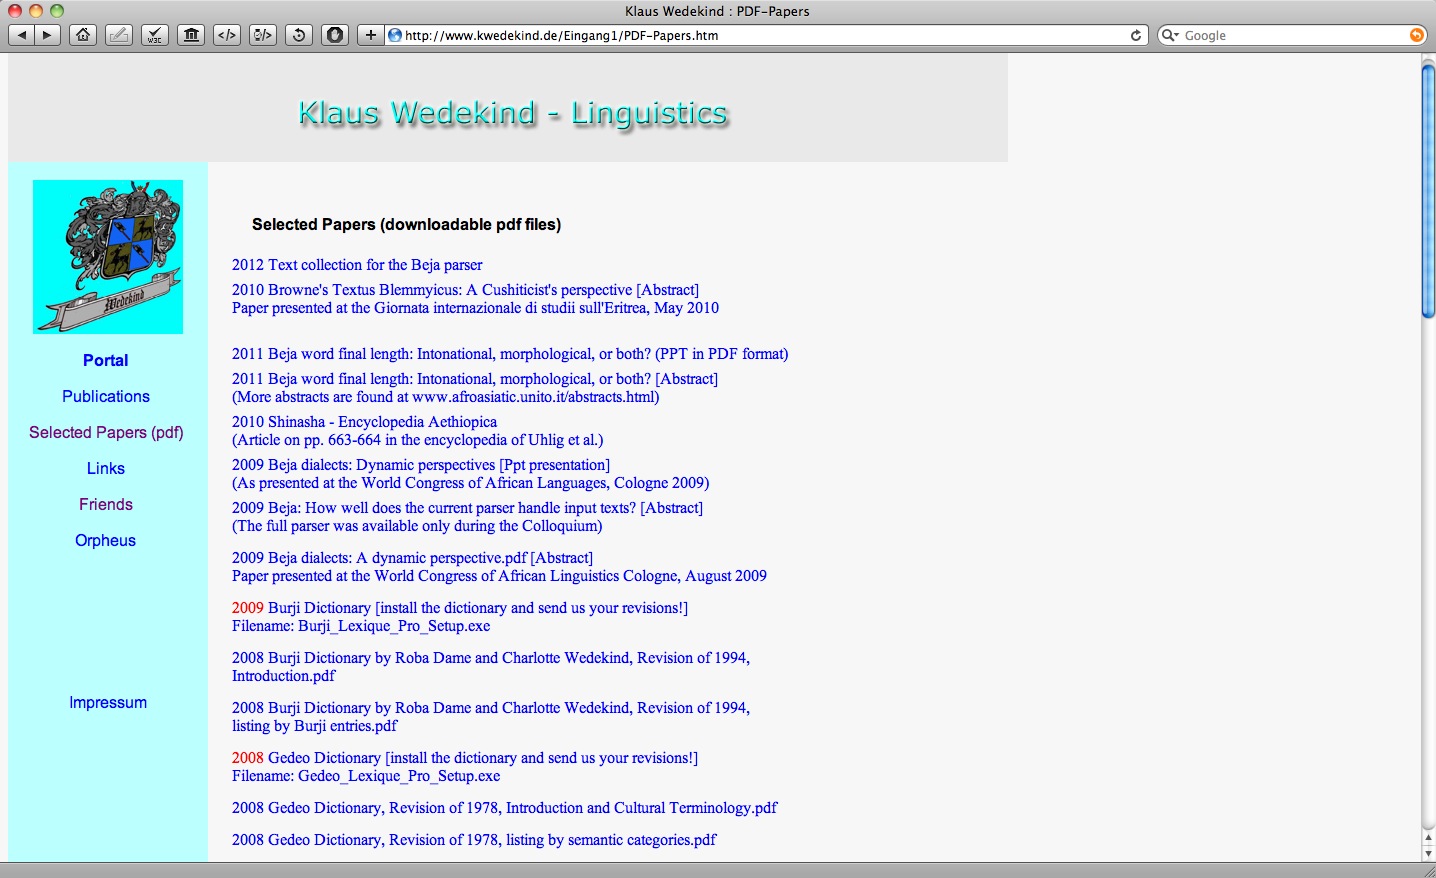 Klaus Wedekind : PDF-Papers
W3C
http://www.kwedekind.de/Eingang1/PDF-Papers.htm
Google
Klaus Wedekind - Linguistics
Wedekind
Portal
Publications
Selected Papers (pdf)
Links
Friends
Orpheus
Impressum
Selected Papers (downloadable pdf files)
2012 Text collection for the Beja parser
2010 Browne's Textus Blemmyicus: A Cushiticist's perspective [Abstract]
Paper presented at the Giornata internazionale di studii sull'Eritrea, May 2010
2011 Beja word final length: Intonational, morphological, or both? (PPT in PDF format)
2011 Beja word final length: Intonational, morphological, or both? [Abstract]
(More abstracts are found at www.afroasiatic.unito.it/abstracts.html)
2010 Shinasha - Encyclopedia Aethiopica
(Article on pp. 663-664 in the encyclopedia of Uhlig et al.)
2009 Beja dialects: Dynamic perspectives [Ppt presentation]
(As presented at the World Congress of African Languages, Cologne 2009)
2009 Beja: How well does the current parser handle input texts? [Abstract]
(The full parser was available only during the Colloquium)
2009 Beja dialects: A dynamic perspective.pdf [Abstract]
Paper presented at the World Congress of African Linguistics Cologne, August 2009
2009 Burji Dictionary [install the dictionary and send us your revisions!]
Filename: Burji_Lexique_Pro_Setup.exe
2008 Burji Dictionary by Roba Dame and Charlotte Wedekind, Revision of 1994,
Introduction.pdf
2008 Burji Dictionary by Roba Dame and Charlotte Wedekind, Revision of 1994,
listing by Burji entries.pdf
2008 Gedeo Dictionary [install the dictionary and send us your revisions!]
Filename: Gedeo_Lexique_Pro_Setup.exe
2008 Gedeo Dictionary, Revision of 1978, Introduction and Cultural Terminology.pdf
2008 Gedeo Dictionary, Revision of 1978, listing by semantic categories.pdf